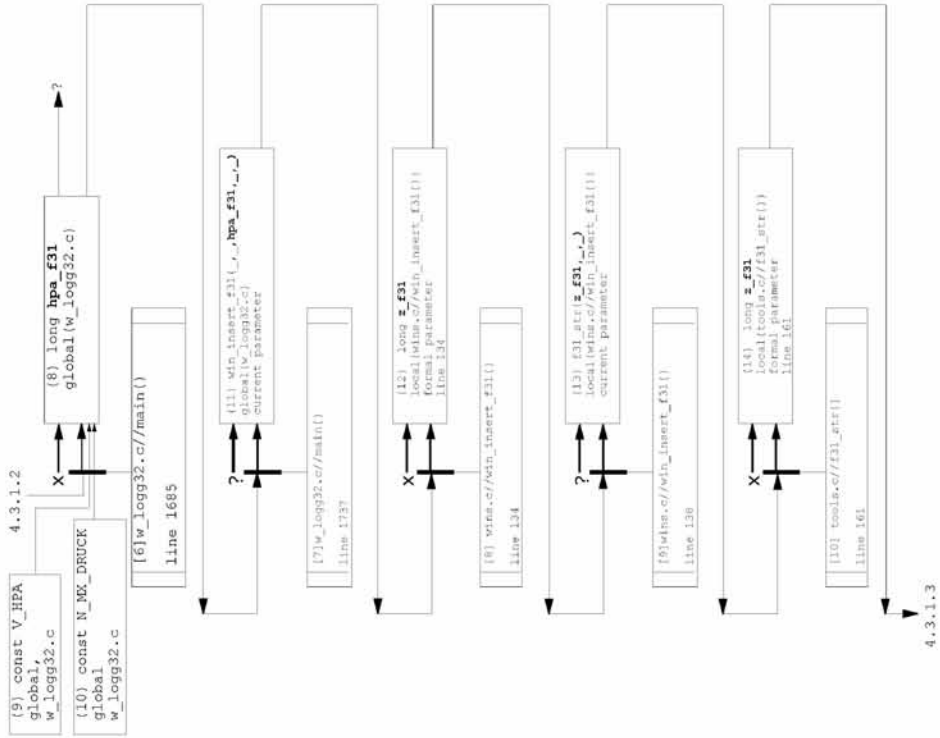 4.3.1.2
(9) const V_HPA
global,
w_logg32.c
(10) const N_MX_DRUCK
global
w_logg32.c
X
(8) long hpa_f31
global(w_logg32.c)
?
[6]w_logg32.c//main()
line 1685
?
(11) win_insert_f31(_,_,hpa_f31,_,_)
global(w_logg32.c)
current parameter
[7]w_logg32.c//main()
line 1737
X
(12) long z_f31
local(wins.c//win_insert_f31())
formal parameter
line 134
[8] wins.c//win_insert_f31()
line 134
?
(13) f31_str(z_f31,_,_)
local(wins.c//win_insert_f31())
current parameter
[9]wins.c//win_insert_f31()
line 138
X
(14) long z_f31
local(tools.c//f31_str())
formal parameter
line 161
[10] tools.c//f31_str()
line 161
4.3.1.3